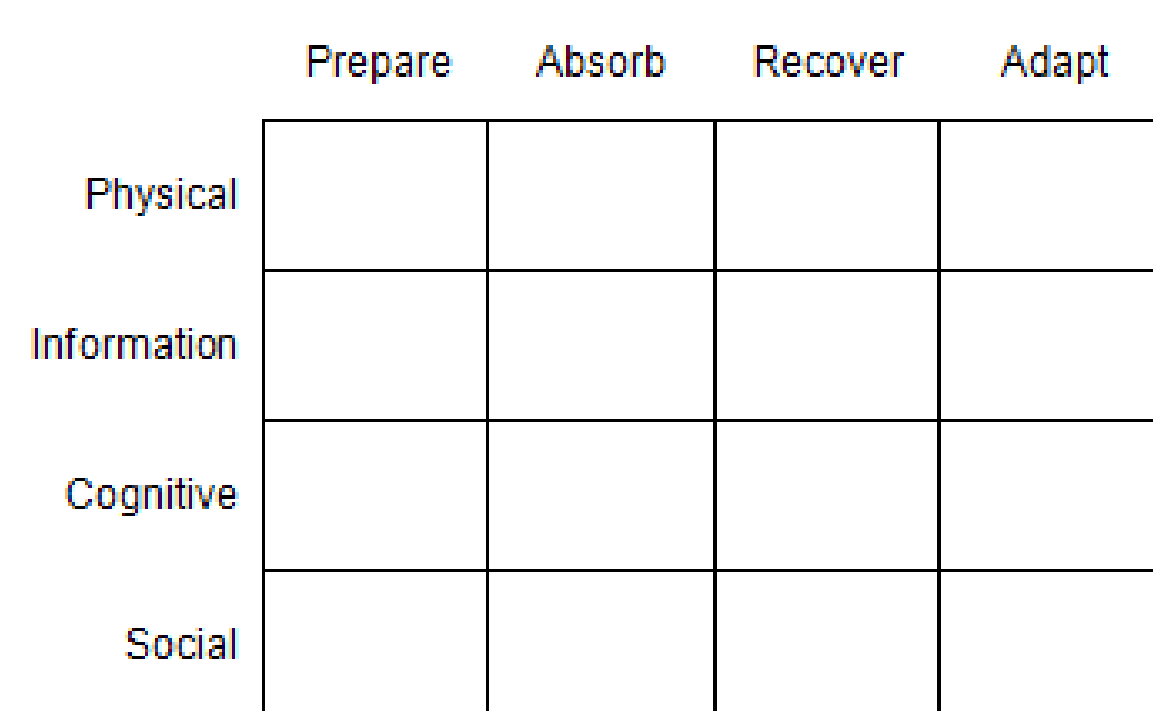 Prepare Absorb Recover Adapt
Physical
Information
Cognitive
Social